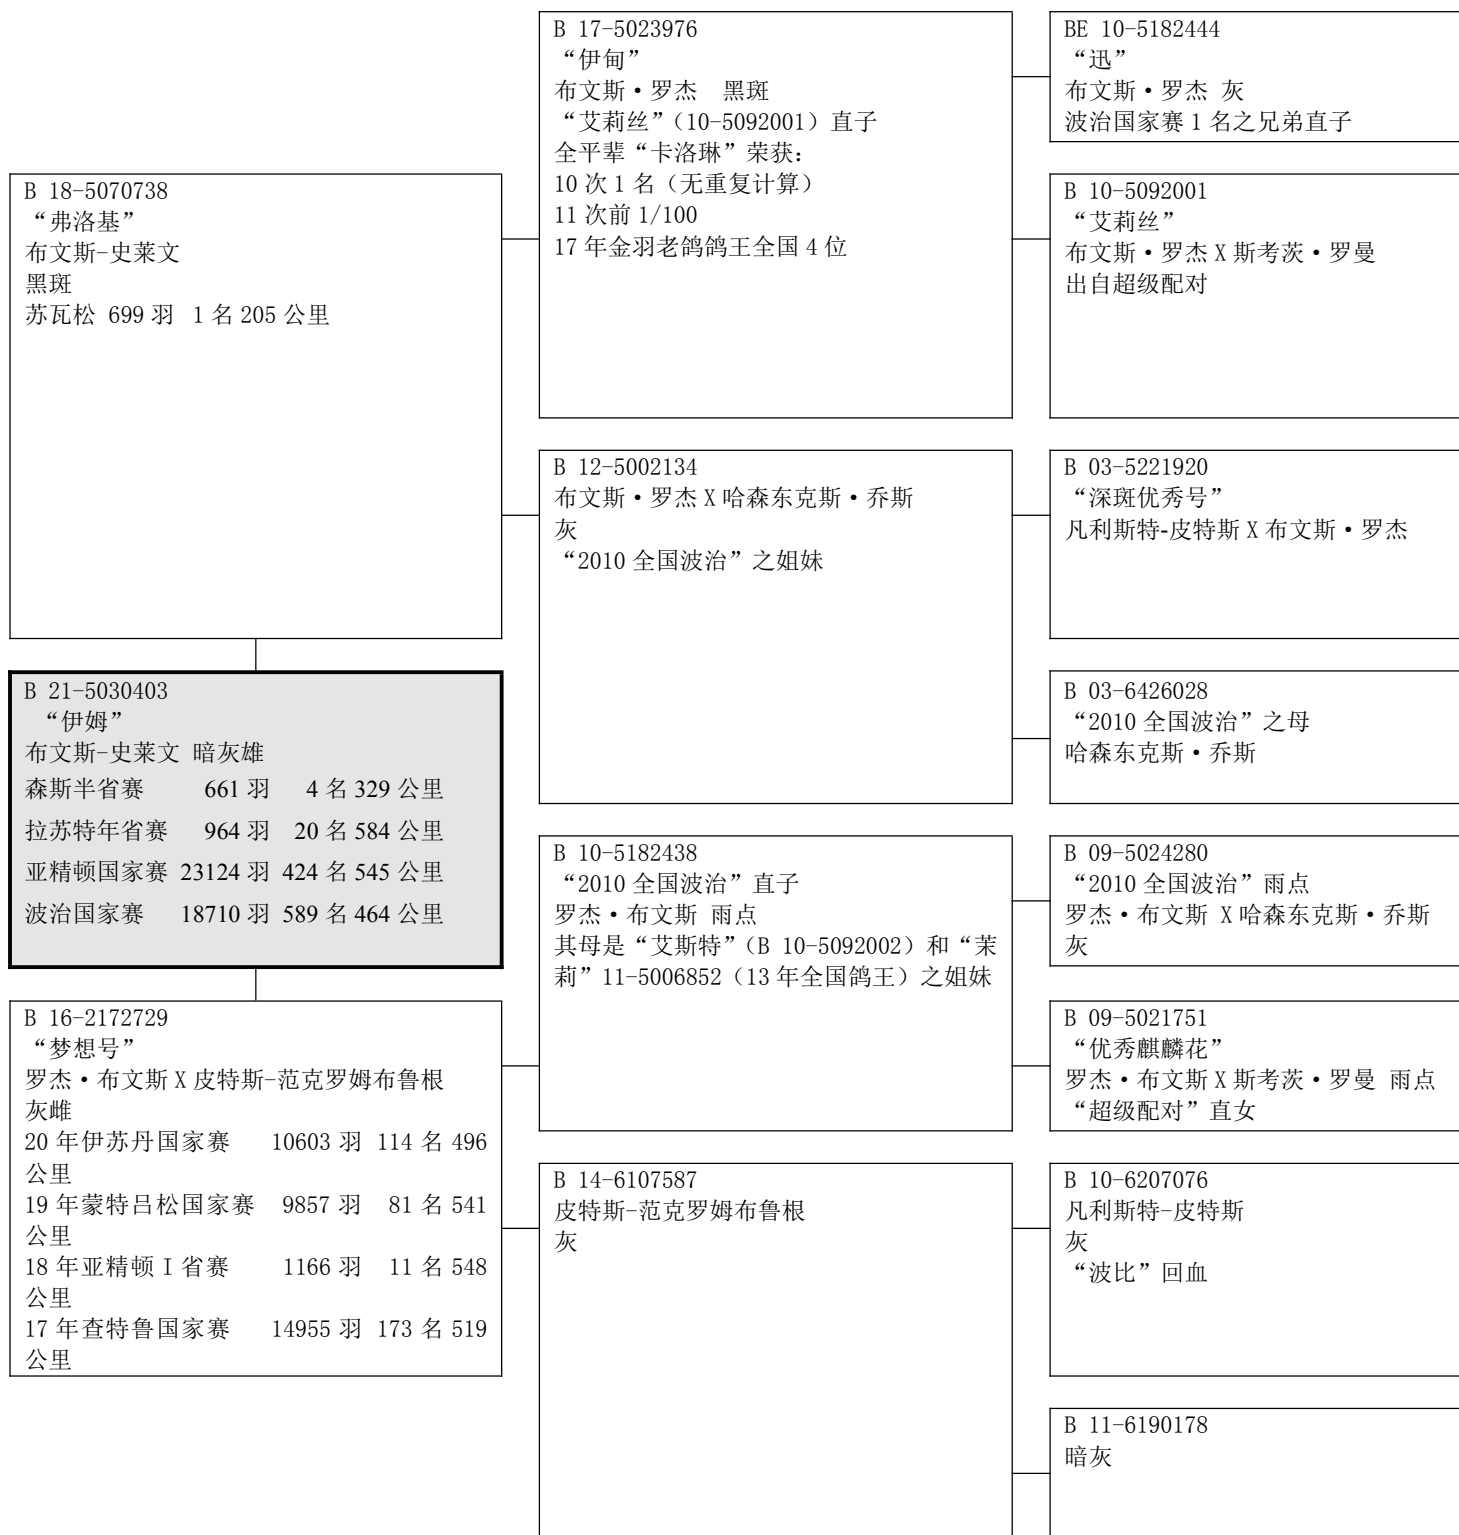 B 18-5070738
“弗洛基”
布文斯-史莱文
黑斑
苏瓦松 699 羽 1 名 205 公里
B 21-5030403
“伊姆”
布文斯-史莱文 暗灰雄
森斯半省赛 661 羽 4 名 329 公里
拉苏特年省赛 964 羽 20 名 584 公里
亚精顿国家赛 23124 羽 424 名 545 公里
波治国家赛 18710 羽 589 名 464 公里
B 16-2172729
“梦想号”
罗杰·布文斯 X 皮特斯-范克罗姆布鲁根
灰雌
20 年伊苏丹国家赛 10603 羽 114 名 496
公里
19 年蒙特吕松国家赛 9857 羽 81 名 541
公里
18 年亚精顿 I 省赛 1166 羽 11 名 548
公里
17 年查特鲁国家赛 14955 羽 173 名 519
公里
B 17-5023976
“伊甸”
布文斯·罗杰 黑斑
“艾莉丝”（10-5092001）直子
全平辈“卡洛琳”荣获：
10 次 1 名（无重复计算）
11 次前 1/100
17 年金羽老鸽鸽王全国 4 位
B 12-5002134
布文斯·罗杰 X 哈森东克斯·乔斯
灰
“2010 全国波治”之姐妹
B 10-5182438
“2010 全国波治”直子
罗杰·布文斯 雨点
其母是“艾斯特”（B 10-5092002）和“茉
莉”11-5006852（13 年全国鸽王）之姐妹
B 14-6107587
皮特斯-范克罗姆布鲁根
灰
BE 10-5182444
“迅”
布文斯·罗杰 灰
波治国家赛 1 名之兄弟直子
B 10-5092001
“艾莉丝”
布文斯·罗杰 X 斯考茨·罗曼
出自超级配对
B 03-5221920
“深斑优秀号”
凡利斯特-皮特斯 X 布文斯·罗杰
B 03-6426028
“2010 全国波治”之母
哈森东克斯·乔斯
B 09-5024280
“2010 全国波治”雨点
罗杰·布文斯 X 哈森东克斯·乔斯
灰
B 09-5021751
“优秀麒麟花”
罗杰·布文斯 X 斯考茨·罗曼 雨点
“超级配对”直女
B 10-6207076
凡利斯特-皮特斯
灰
“波比”回血
B 11-6190178
暗灰